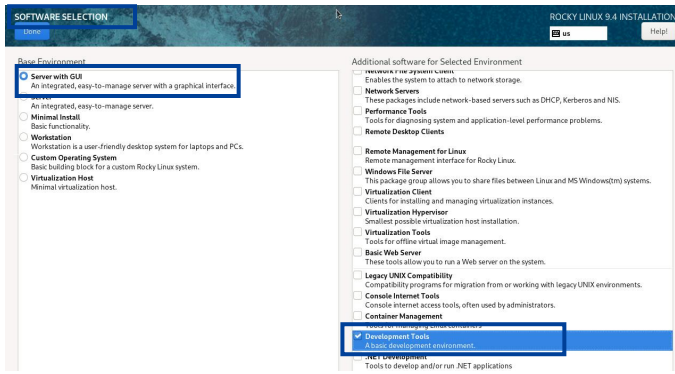 SOFTWARE SELECTION
Done
ROCKY LINUX 9.4 INSTALLATION
us
Help!
Base Environment
Server with GUI
An integrated, easy-to-manage server with a graphical interface.
Server
An integrated, easy-to-manage server.
Minimal Install
Basic functionality.
Workstation
Workstation is a user-friendly desktop system for laptops and PCs.
Custom Operating System
Basic building block for a custom Rocky Linux system.
Virtualization Host
Minimal virtualization host.
Additional software for Selected Environment
Network File System Client
Enables the system to attach to network storage.
Network Servers
These packages include network-based servers such as DHCP, Kerberos and NIS.
Performance Tools
Tools for diagnosing system and application-level performance problems.
Remote Desktop Clients
Remote Management for Linux
Remote management interface for Rocky Linux.
Windows File Server
This package group allows you to share files between Linux and MS Windows(tm) systems.
Virtualization Client
Clients for installing and managing virtualization instances.
Virtualization Hypervisor
Smallest possible virtualization host installation.
Virtualization Tools
Tools for offline virtual image management.
Basic Web Server
These tools allow you to run a Web server on the system.
Legacy UNIX Compatibility
Compatibility programs for migration from or working with legacy UNIX environments.
Console Internet Tools
Console internet access tools, often used by administrators.
Container Management
Tools for managing Linux containers
Development Tools
A basic development environment.
.NET Development
Tools to develop and/or run .NET applications